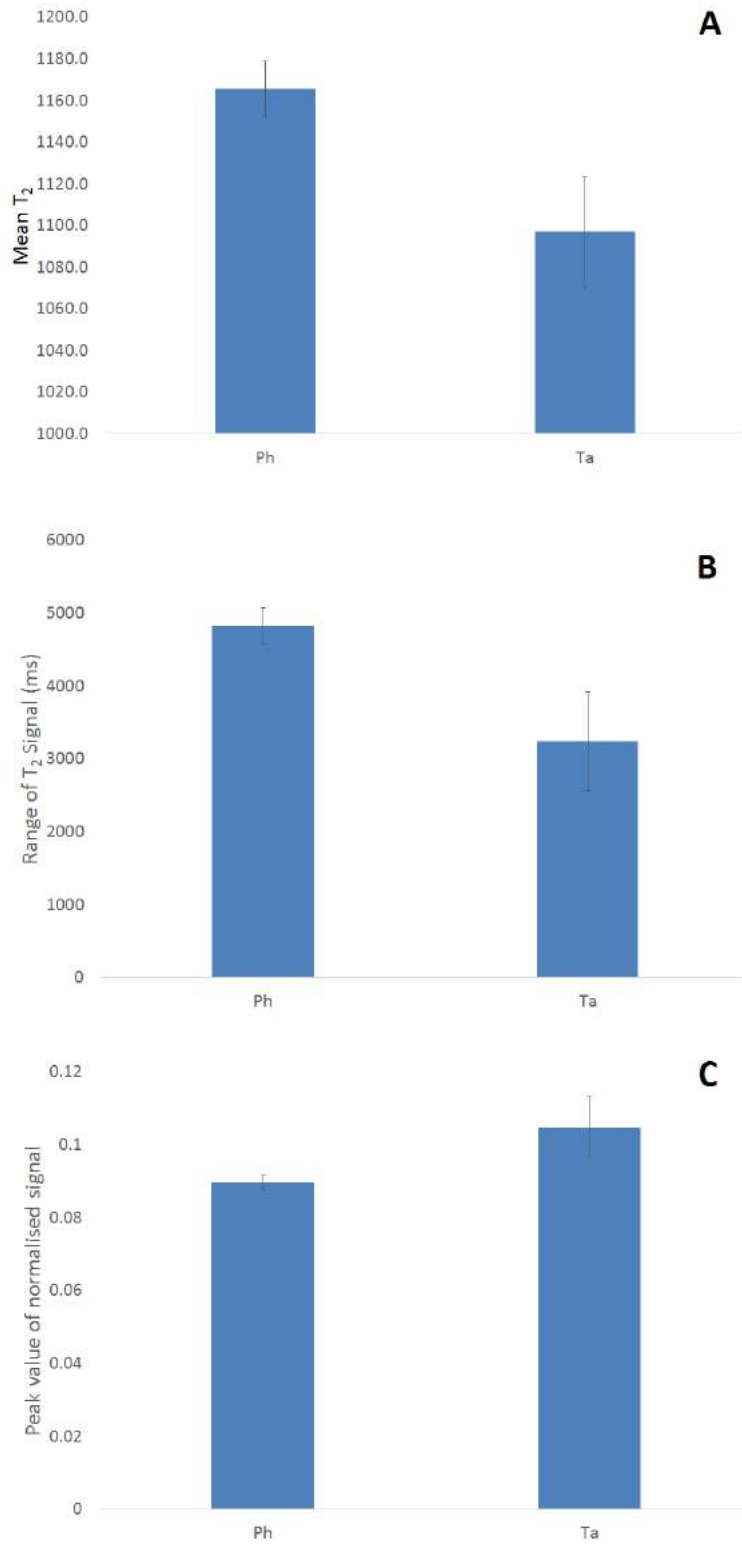 A
Mean T2
1200.0
1180.0
1160.0
1140.0
1120.0
1100.0
1080.0
1060.0
1040.0
1020.0
1000.0
Ph Ta
B
Range of T2 Signal (ms)
6000
5000
4000
3000
2000
1000
0
Ph Ta
C
Peak value of normalised signal
0.12
0.1
0.08
0.06
0.04
0.02
0
Ph Ta